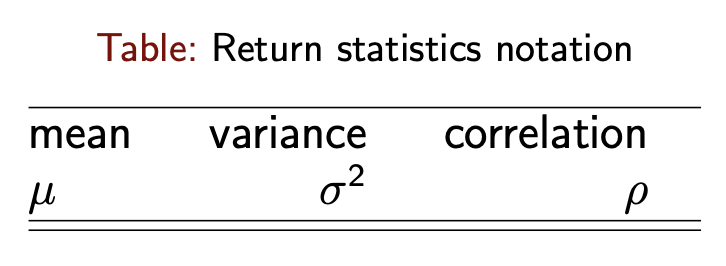 Table: Return statistics notation
mean variance correlation
μ σ² ρ